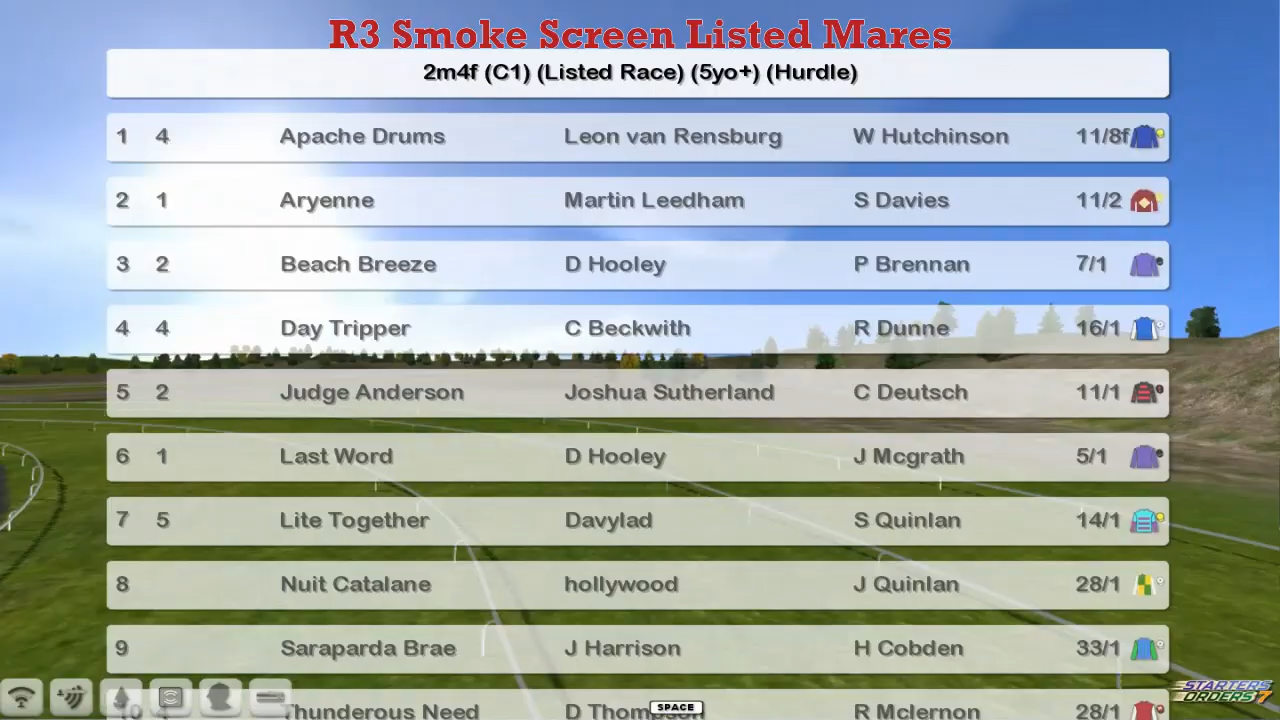 R3 Smoke Screen Listed Mares
2m4f (C1) (Listed Race) (5yo+) (Hurdle)
1 4 Apache Drums Leon van Rensburg W Hutchinson 11/8f
2 1 Aryenne Martin Leedham S Davies 11/2
3 2 Beach Breeze D Hooley P Brennan 7/1
4 4 Day Tripper C Beckwith R Dunne 16/1
5 2 Judge Anderson Joshua Sutherland C Deutsch 11/1
6 1 Last Word D Hooley J Mcgrath 5/1
7 5 Lite Together Davylad S Quinlan 14/1
8 Nuit Catalane hollywood J Quinlan 28/1
9 Saraparda Brae J Harrison H Cobden 33/1
10 4 Thunderous Need D Thompson R Mclernon 28/1
SPACE
STARTERS ORDERS 7